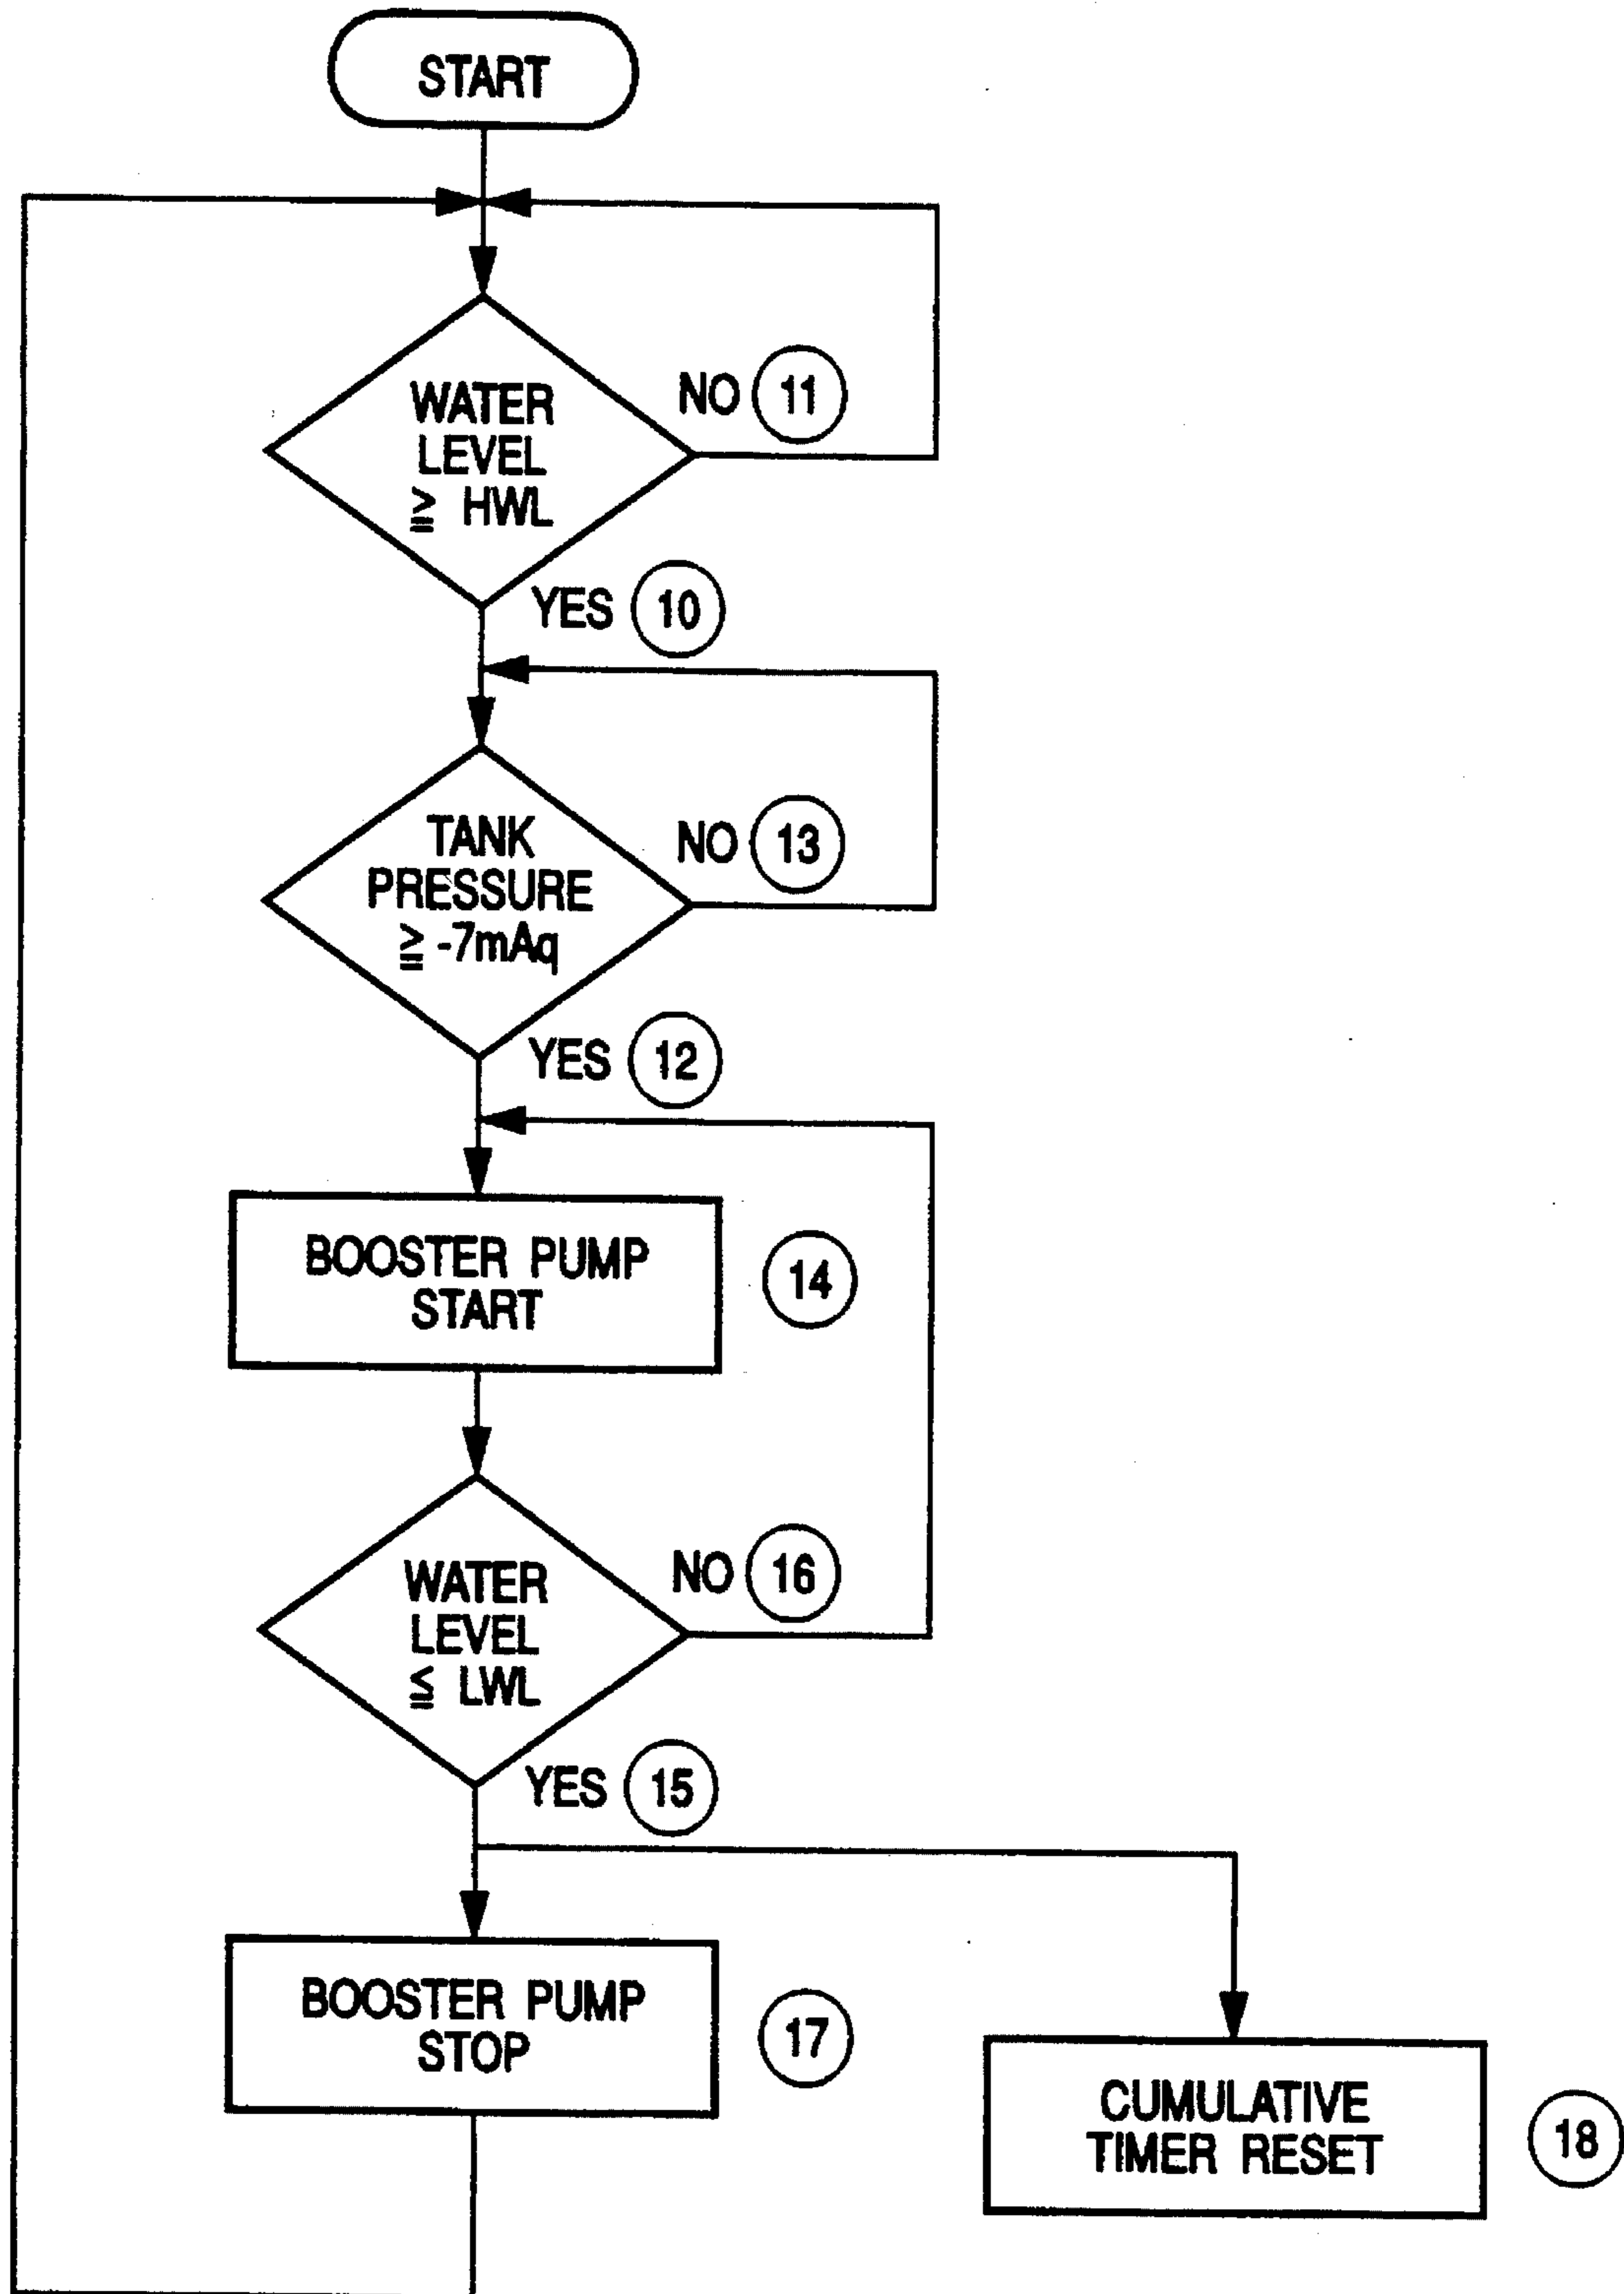 START
WATER
LEVEL
≧ HWL
NO 11
YES 10
TANK
PRESSURE
≧ -7mAq
NO 13
YES 12
BOOSTER PUMP
START
14
WATER
LEVEL
≦ LWL
NO 16
YES 15
BOOSTER PUMP
STOP
17
CUMULATIVE
TIMER RESET
18